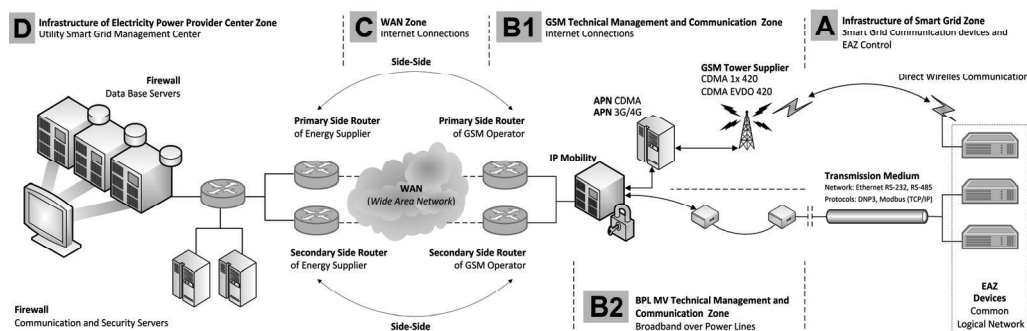 D
Infrastructure of Electricity Power Provider Center Zone
Utility Smart Grid Management Center
C
WAN Zone
Internet Connections
B1
GSM Technical Management and Communication Zone
Internet Connections
A
Infrastructure of Smart Grid Zone
Smart Grid Communication devices and
EAZ Control
Side-Side
Firewall
Data Base Servers
GSM Tower Supplier
CDMA 1x 420
CDMA EVDO 420
Direct Wirelles Communication
APN CDMA
APN 3G/4G
Primary Side Router
of Energy Supplier
Primary Side Router
of GSM Operator
IP Mobility
WAN
(Wide Area Network)
Transmission Medium
Network: Ethernet RS-232, RS-485
Protocols: DNP3, Modbus (TCP/IP)
Secondary Side Router
of Energy Supplier
Secondary Side Router
of GSM Operator
Firewall
Communication and Security Servers
Side-Side
B2
BPL MV Technical Management and
Communication Zone
Broadband over Power Lines
EAZ
Devices
Common
Logical Network